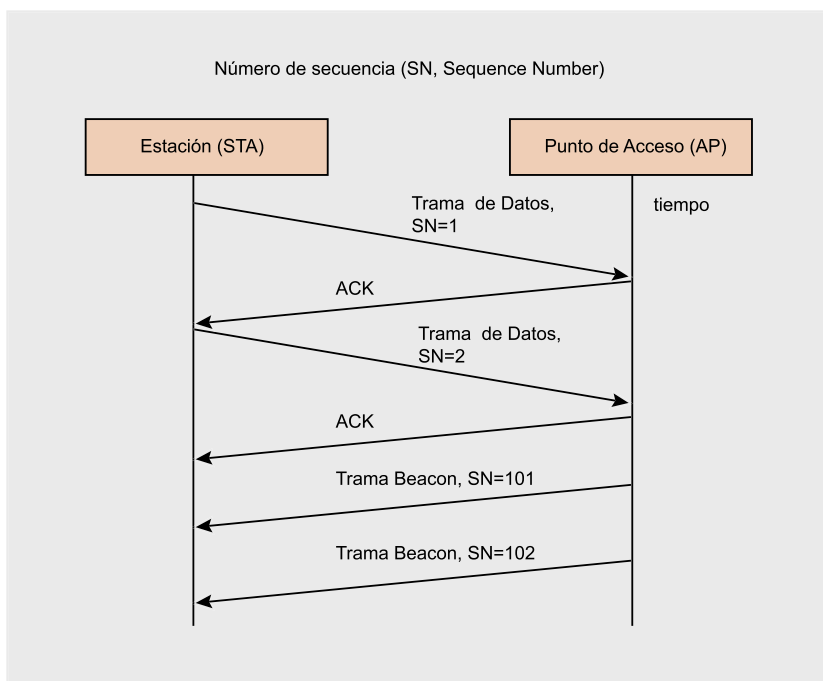 Número de secuencia (SN, Sequence Number)
Estación (STA)
Punto de Acceso (AP)
Trama de Datos,
SN=1
tiempo
ACK
Trama de Datos,
SN=2
ACK
Trama Beacon, SN=101
Trama Beacon, SN=102